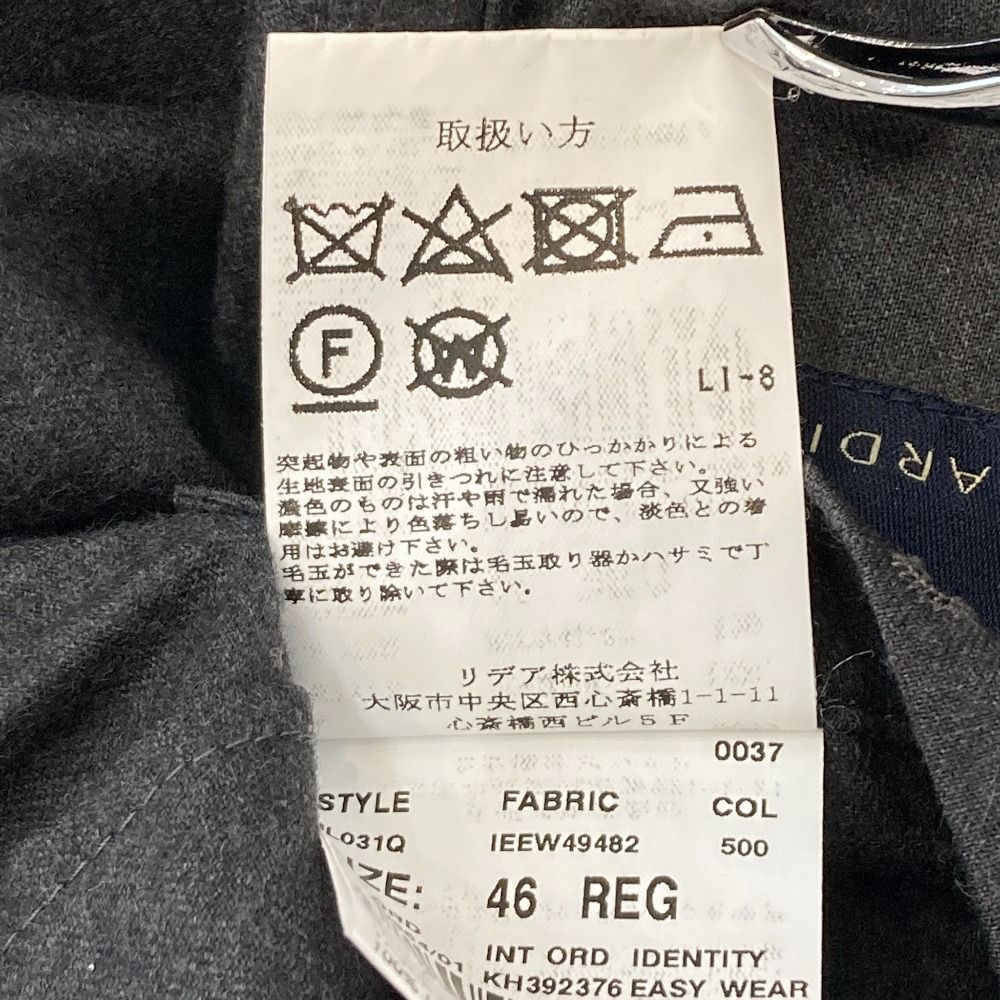 取扱い方
F W
LI-8
突起物や表面の粗い物のひっかかりによる
生地表面の引きつれに注意して下さい。
濃色のものは汗や雨で濡れた場合、又強い
摩擦により色落ちし易いので、淡色との着
用はお避け下さい。
毛玉ができた際は毛玉取り器かハサミで丁
寧に取り除いて下さい。
リデア株式会社
大阪市中央区西心斎橋1-1-11
心斎橋西ビル5F
0037
STYLE FABRIC COL
L031Q IEEW49482 500
ZE: 46 REG
INT ORD IDENTITY
KH392376 EASY WEAR
ARDI